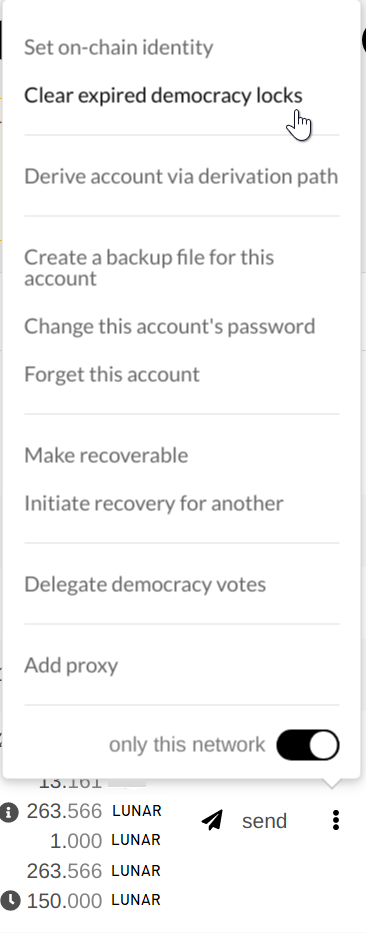 Set on-chain identity
Clear expired democracy locks
Derive account via derivation path
Create a backup file for this
account
Change this account's password
Forget this account
Make recoverable
Initiate recovery for another
Delegate democracy votes
Add proxy
only this network
13.161
263.566 LUNAR
send
1.000 LUNAR
263.566 LUNAR
150.000 LUNAR